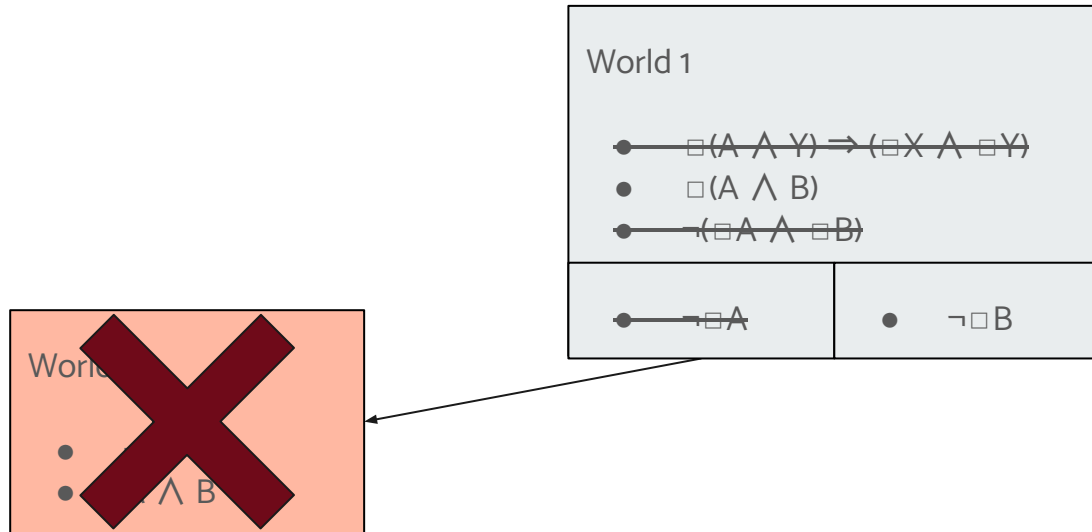 World 1
● □(A ⋀ Y) ⇒ (□X ⋀ □Y)
● □(A ⋀ B)
● ¬(□A ⋀ □B)
● ¬□A
● ¬□B
●
● ⋀ B